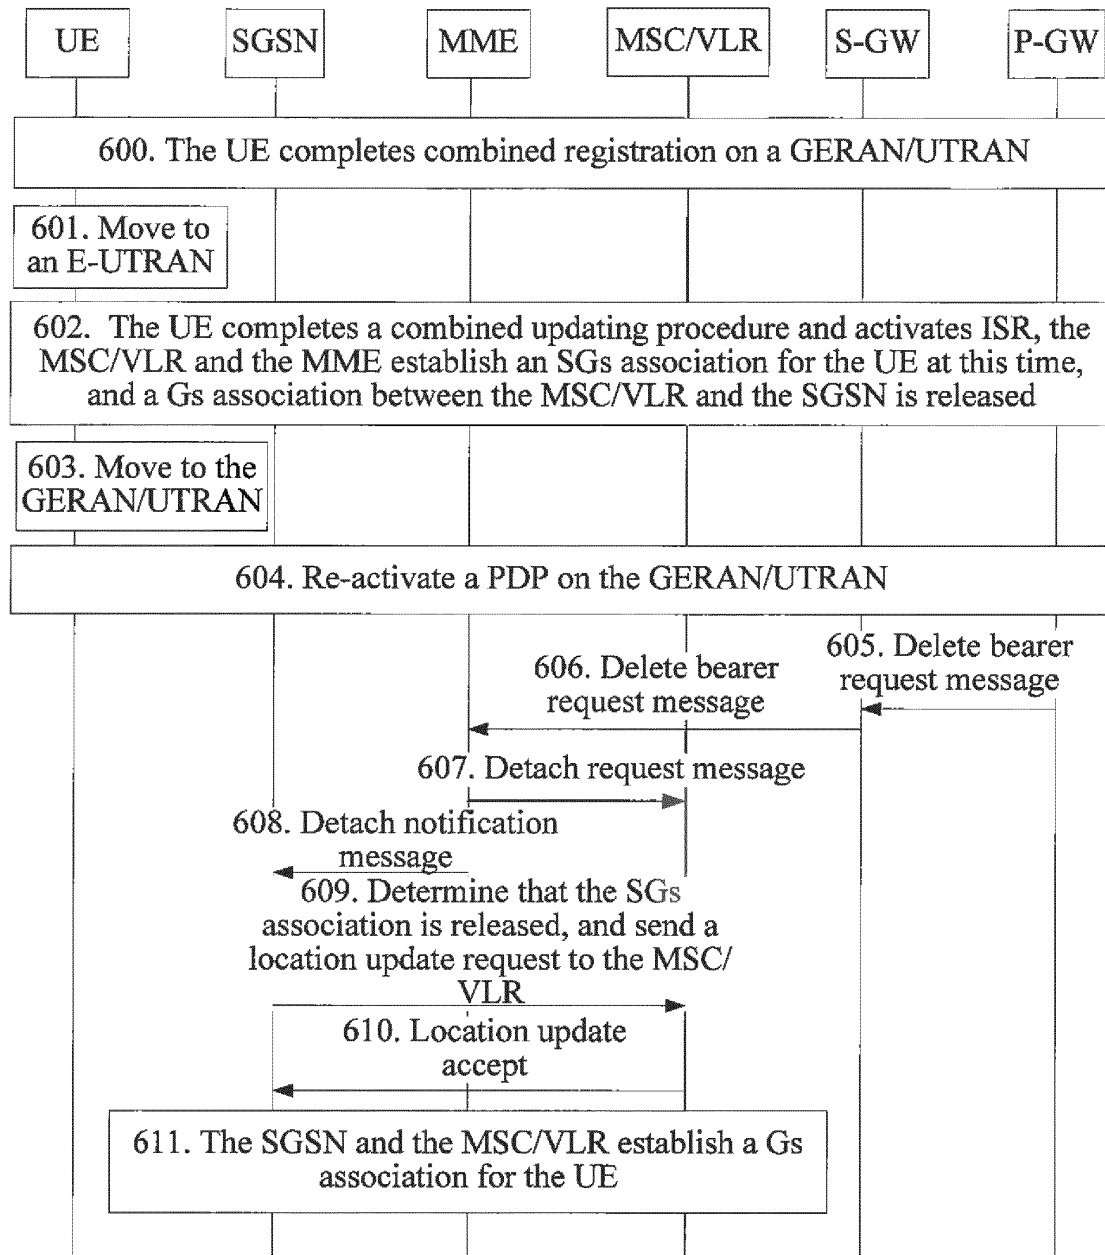 UE SGSN MME MSC/VLR S-GW P-GW
600. The UE completes combined registration on a GERAN/UTRAN
601. Move to
an E-UTRAN
602. The UE completes a combined updating procedure and activates ISR, the
MSC/VLR and the MME establish an SGs association for the UE at this time,
and a Gs association between the MSC/VLR and the SGSN is released
603. Move to the
GERAN/UTRAN
604. Re-activate a PDP on the GERAN/UTRAN
605. Delete bearer
request message
606. Delete bearer
request message
607. Detach request message
608. Detach notification
message
609. Determine that the SGs
association is released, and send a
location update request to the MSC/
VLR
610. Location update
accept
611. The SGSN and the MSC/VLR establish a Gs
association for the UE